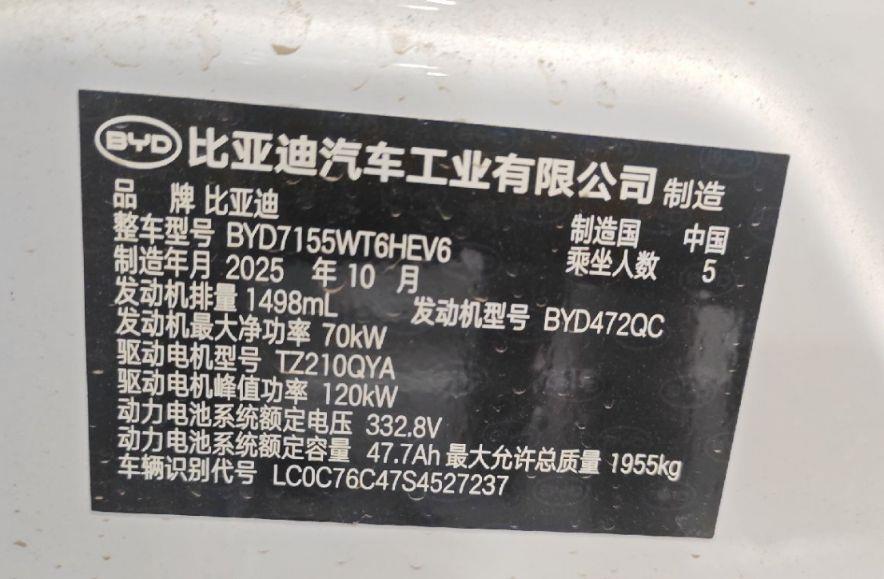 BYD 比亚迪汽车工业有限公司 制造
品 牌 比亚迪
制造国 中国
整车型号 BYD7155WT6HEV6
乘坐人数 5
制造年月 2025 年 10 月
发动机排量 1498mL 发动机型号 BYD472QC
发动机最大净功率 70kW
驱动电机型号 TZ210QYA
驱动电机峰值功率 120kW
动力电池系统额定电压 332.8V
动力电池系统额定容量 47.7Ah 最大允许总质量 1955kg
车辆识别代号 LC0C76C47S4527237